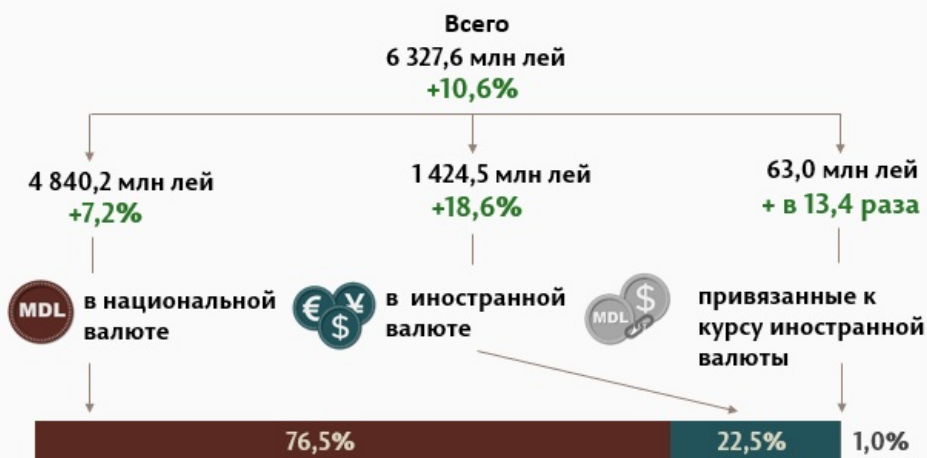 Всего
6 327,6 млн лей
+10,6%
4 840,2 млн лей
+7,2%
1 424,5 млн лей
+18,6%
63,0 млн лей
+ в 13,4 раза
MDL
в национальной
валюте
€ ¥ $
в иностранной
валюте
MDL $
привязанные к
курсу иностранной
валюты
76,5%
22,5%
1,0%